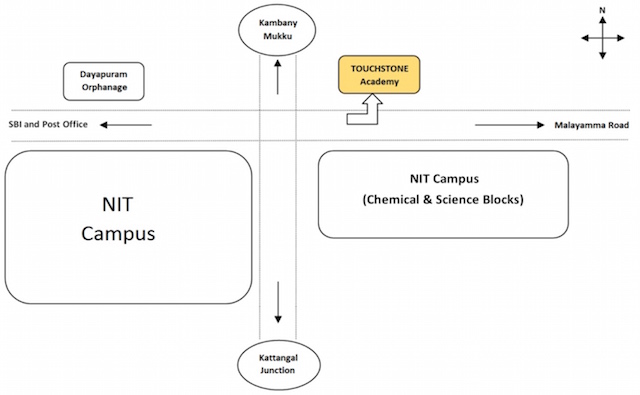 Kambany
Mukku
N
TOUCHSTONE
Academy
Dayapuram
Orphanage
SBI and Post Office
Malayamma Road
NIT
Campus
NIT Campus
(Chemical & Science Blocks)
Kattangal
Junction